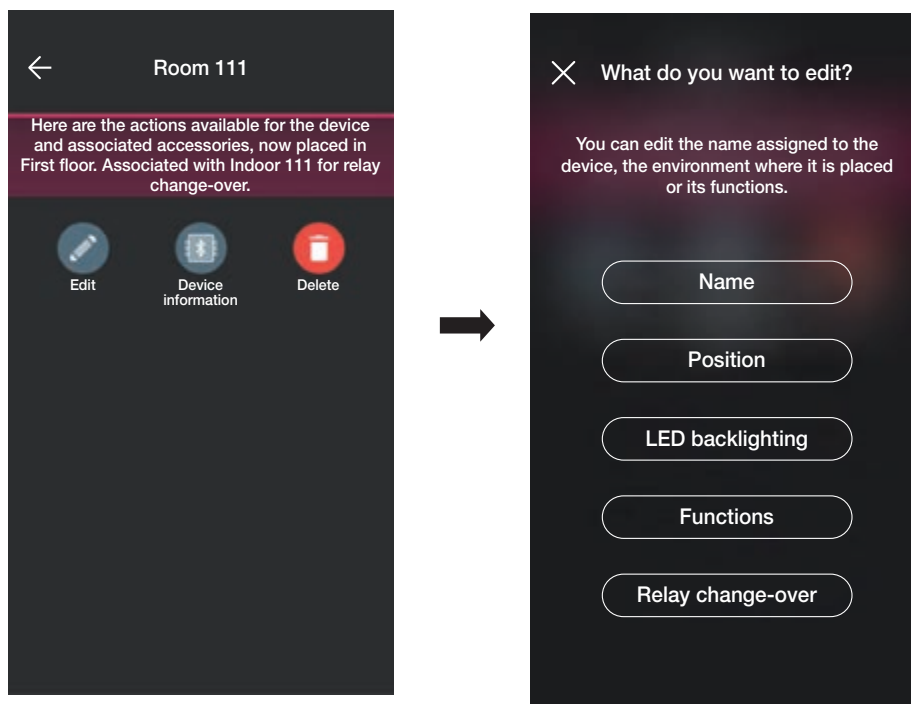 Room 111
Here are the actions available for the device
and associated accessories, now placed in
First floor. Associated with Indoor 111 for relay
change-over.
Edit
Device
information
Delete
What do you want to edit?
You can edit the name assigned to the
device, the environment where it is placed
or its functions.
Name
Position
LED backlighting
Functions
Relay change-over